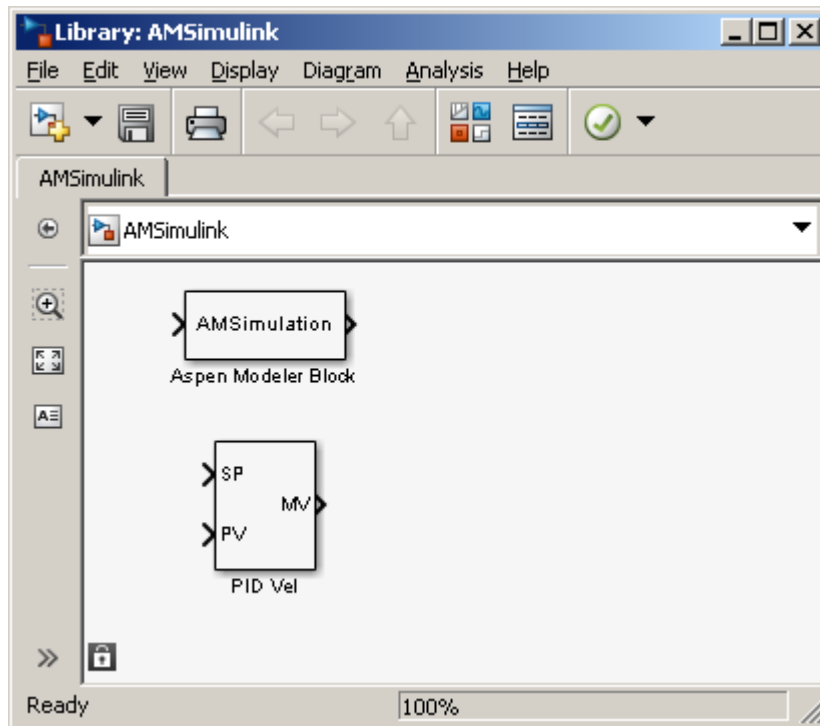 Library: AMSimulink
File Edit View Display Diagram Analysis Help
AMSimulink
AMSimulink
AMSimulation
Aspen Modeler Block
SP
MV
PV
PID Vel
Ready 100%